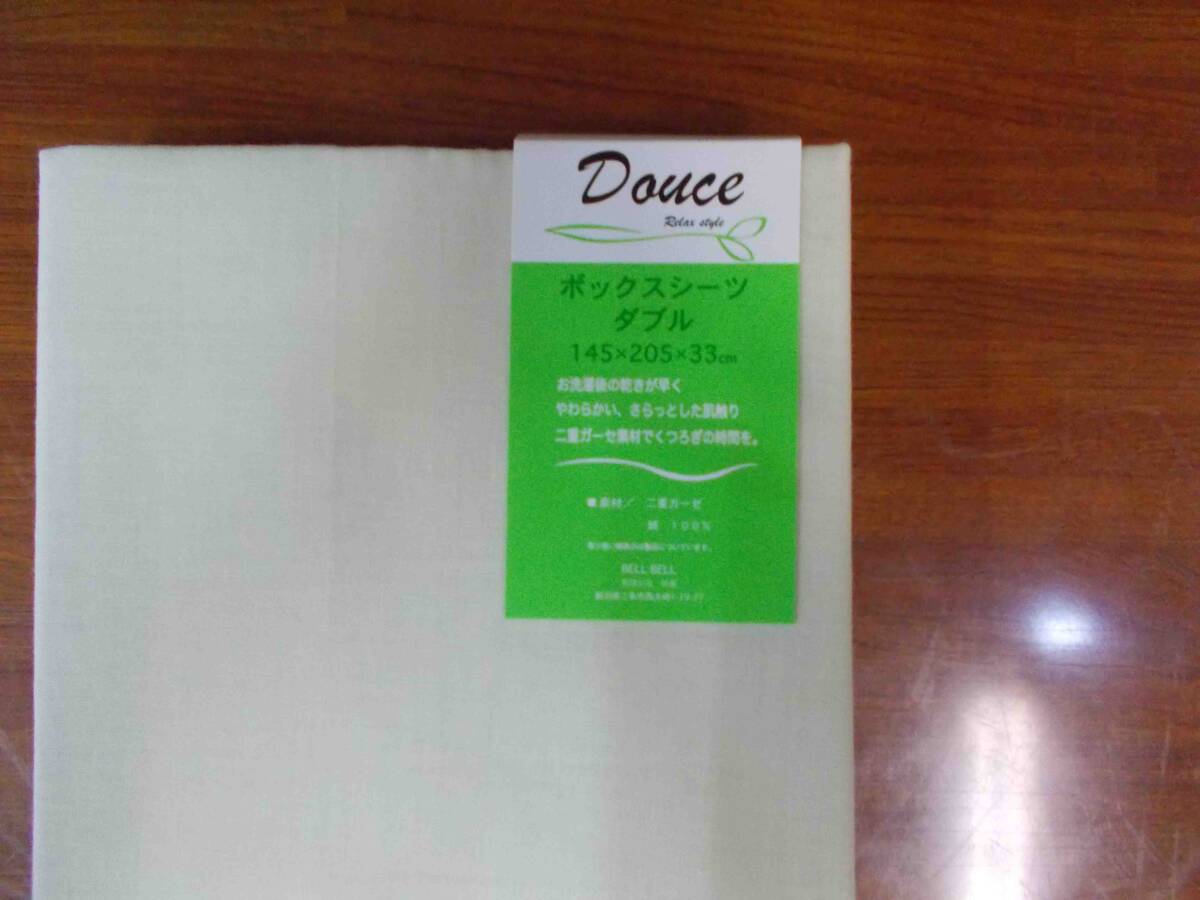 Douce
Relax style
ボックスシーツ
ダブル
145×205×33cm
お洗濯後の乾きが早く
やわらかい、さらっとした肌触り
二重ガーゼ素材でくつろぎの時間を。
■素材／ 二重ガーゼ
綿 100%
BELL BELL